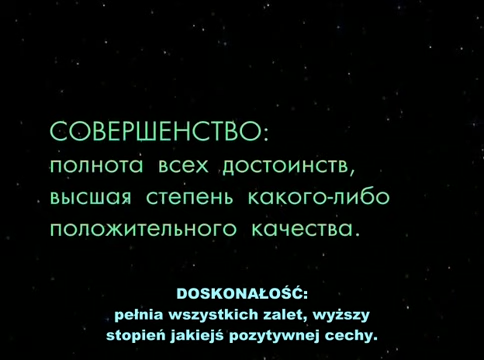 СОВЕРШЕНСТВО:
полнота всех достоинств,
высшая степень какого-либо
положительного качества.
DOSKONAŁOŚĆ:
pełnia wszystkich zalet, wyższy
stopień jakiejś pozytywnej cechy.